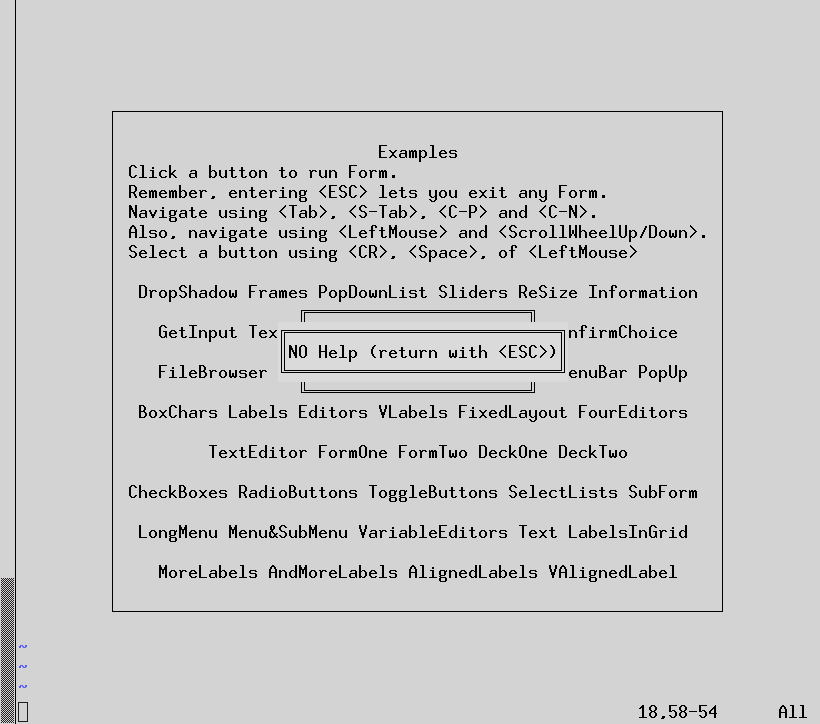 Examples
Click a button to run Form.
Remember, entering <ESC> lets you exit any Form.
Navigate using <Tab>, <S-Tab>, <C-P> and <C-N>.
Also, navigate using <LeftMouse> and <ScrollWheelUp/Down>.
Select a button using <CR>, <Space>, of <LeftMouse>
DropShadow Frames PopDownList Sliders ReSize Information
GetInput Tex nfirmChoice
NO Help (return with <ESC>)
FileBrowser enuBar PopUp
BoxChars Labels Editors VLabels FixedLayout FourEditors
TextEditor FormOne FormTwo DeckOne DeckTwo
CheckBoxes RadioButtons ToggleButtons SelectLists SubForm
LongMenu Menu&SubMenu VariableEditors Text LabelsInGrid
MoreLabels AndMoreLabels AlignedLabels VAlignedLabel
~
~
~
18,58-54 All